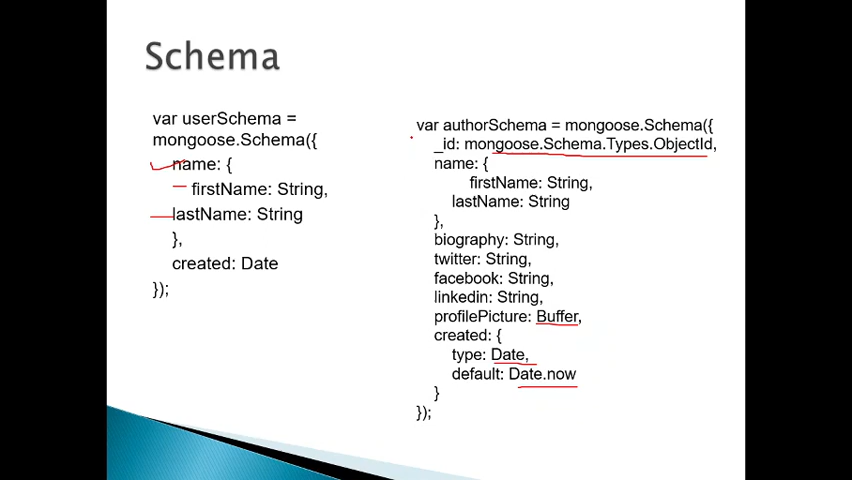 Schema
var userSchema =
mongoose.Schema({
name: {
firstName: String,
lastName: String
},
created: Date
});
var authorSchema = mongoose.Schema({
_id: mongoose.Schema.Types.ObjectId,
name: {
firstName: String,
lastName: String
},
biography: String,
twitter: String,
facebook: String,
linkedin: String,
profilePicture: Buffer,
created: {
type: Date,
default: Date.now
}
});